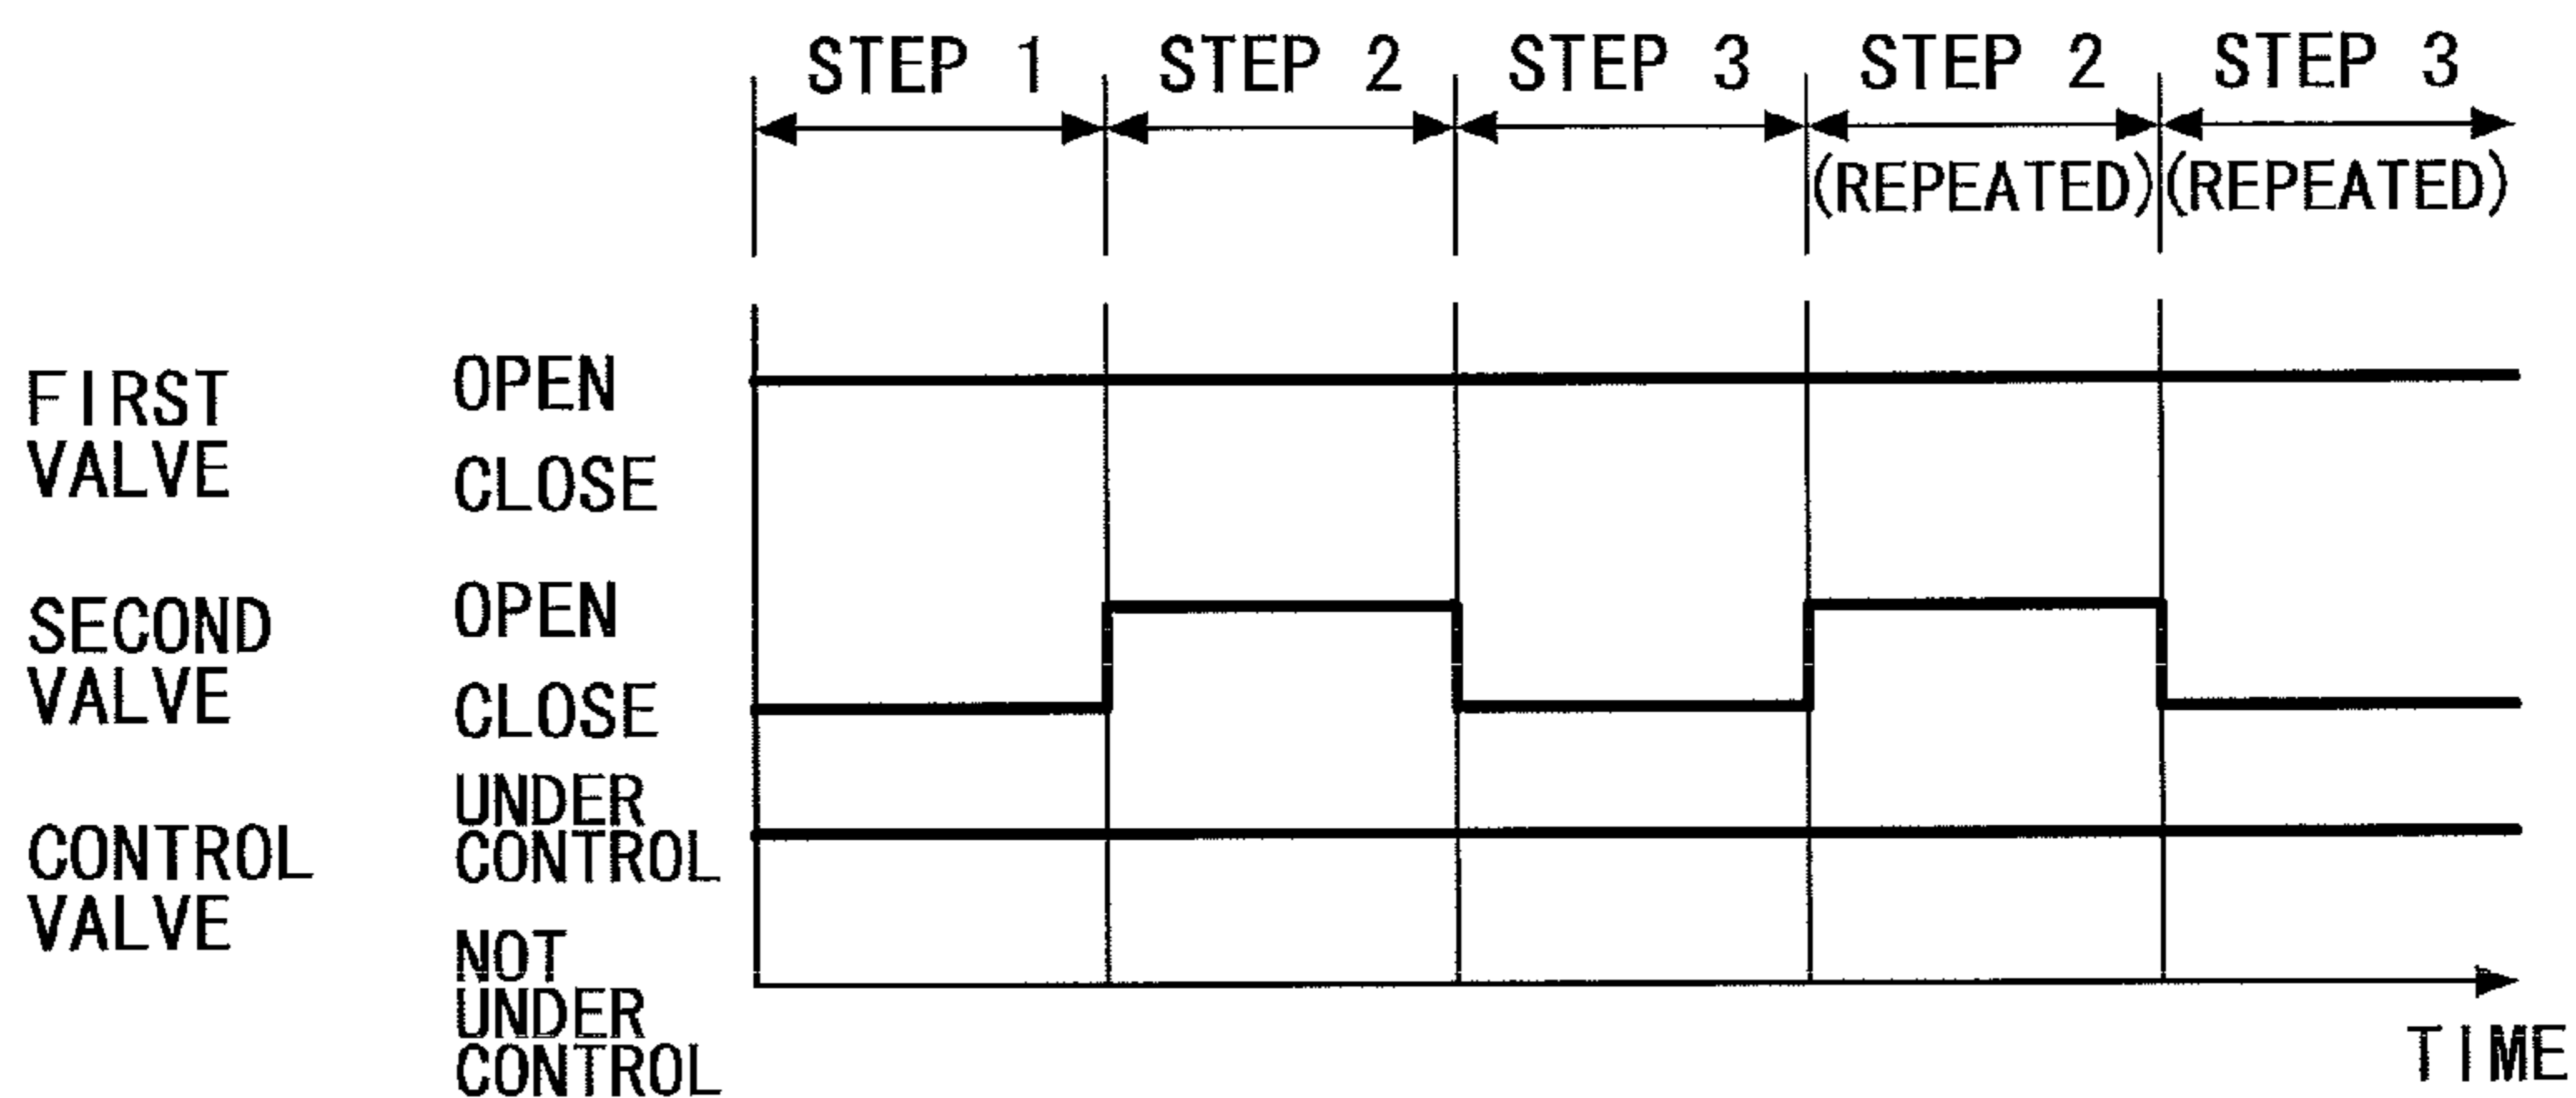 STEP 1 STEP 2 STEP 3 STEP 2 STEP 3
(REPEATED) (REPEATED)
FIRST
VALVE
OPEN
CLOSE
SECOND
VALVE
OPEN
CLOSE
CONTROL
VALVE
UNDER
CONTROL
NOT
UNDER
CONTROL
TIME